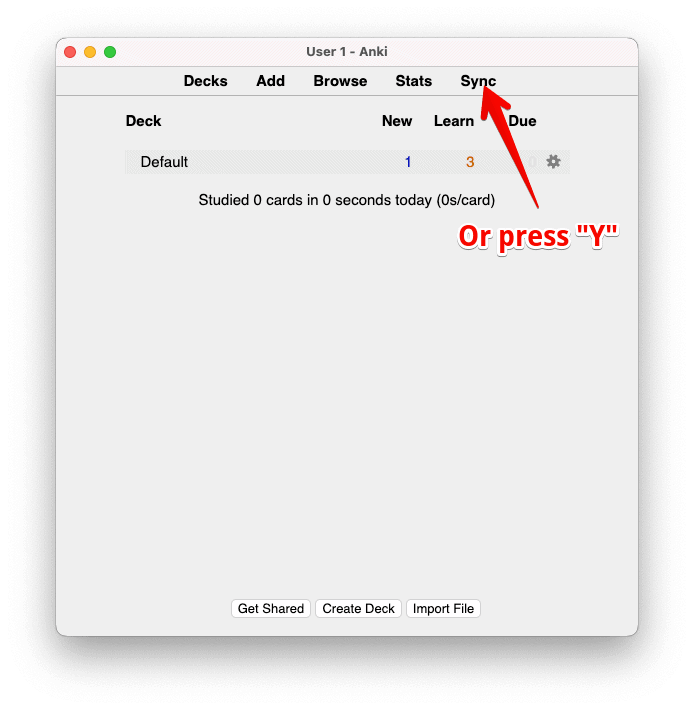 User 1 - Anki
Decks Add Browse Stats Sync
Deck New Learn Due
Default 1 3 0
Studied 0 cards in 0 seconds today (0s/card)
Or press "Y"
Get Shared Create Deck Import File